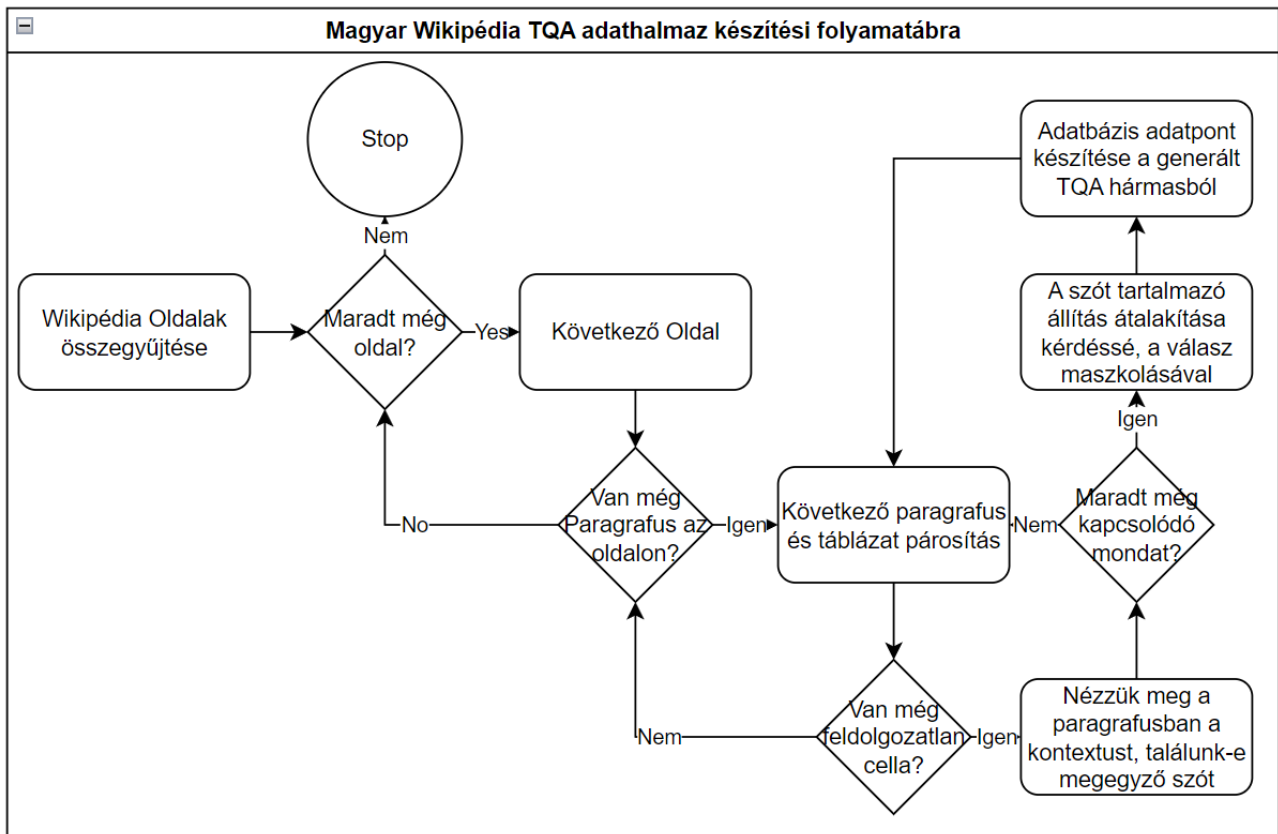 Magyar Wikipédia TQA adathalmaz készítési folyamatábra
Stop
Nem
Wikipédia Oldalak
összegyűjtése
Maradt még
oldal?
Yes
Következő Oldal
No
Van még
Paragrafus az
oldalon?
Igen
Következő paragrafus
és táblázat párosítás
Nem
Van még
feldolgozatlan
cella?
Igen
Nézzük meg a
paragrafusban a
kontextust, találunk-e
megegyző szót
Nem
Maradt még
kapcsolódó
mondat?
Igen
A szót tartalmazó
állítás átalakítása
kérdéssé, a válasz
maszkolásával
Adatbázis adatpont
készítése a generált
TQA hármasból